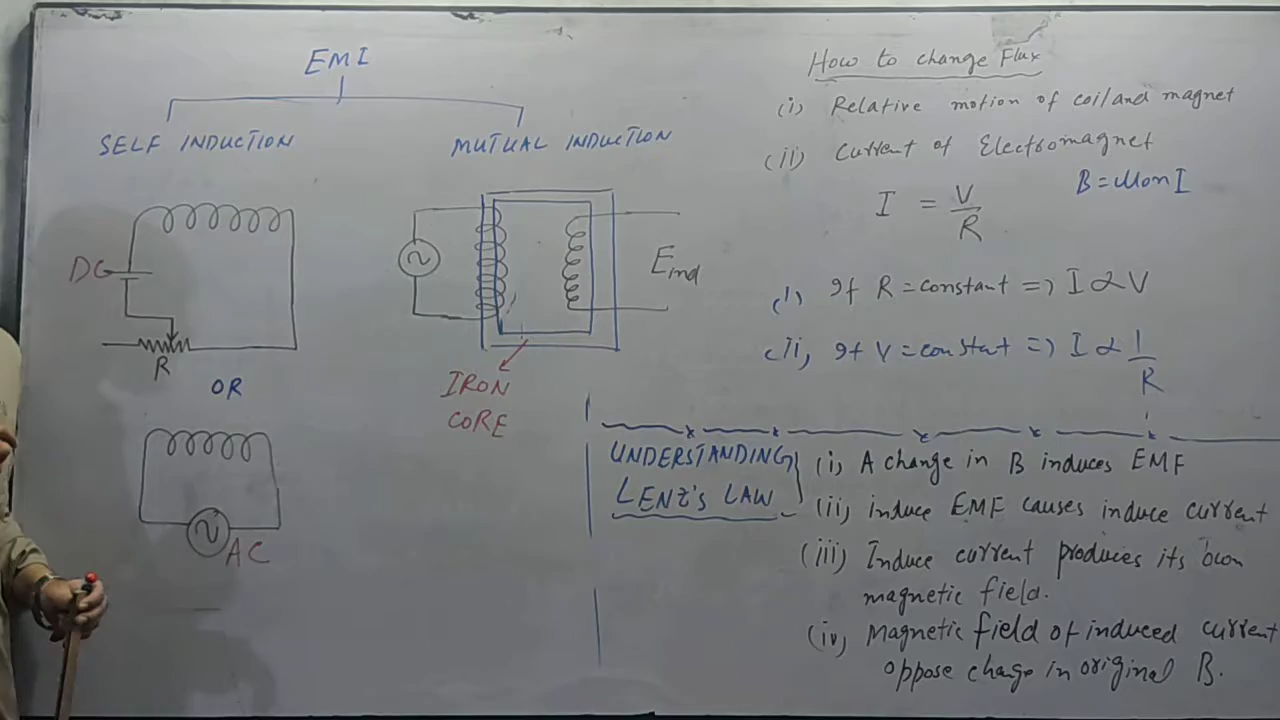 EMI
SELF INDUCTION
MUTUAL INDUCTION
DC
R
OR
AC
E ind
IRON
CORE
How to change Flux
(i) Relative motion of coil and magnet
(ii) Current of Electromagnet
B = μ0nI
I = V/R
(i) If R = constant => I ∝ V
(ii) If V = constant => I ∝ 1/R
UNDERSTANDING
LENZ's LAW
(i) A change in B induces EMF
(ii) induce EMF causes induce current
(iii) Induce current produces its own
magnetic field.
(iv) Magnetic field of induced current
oppose change in original B.